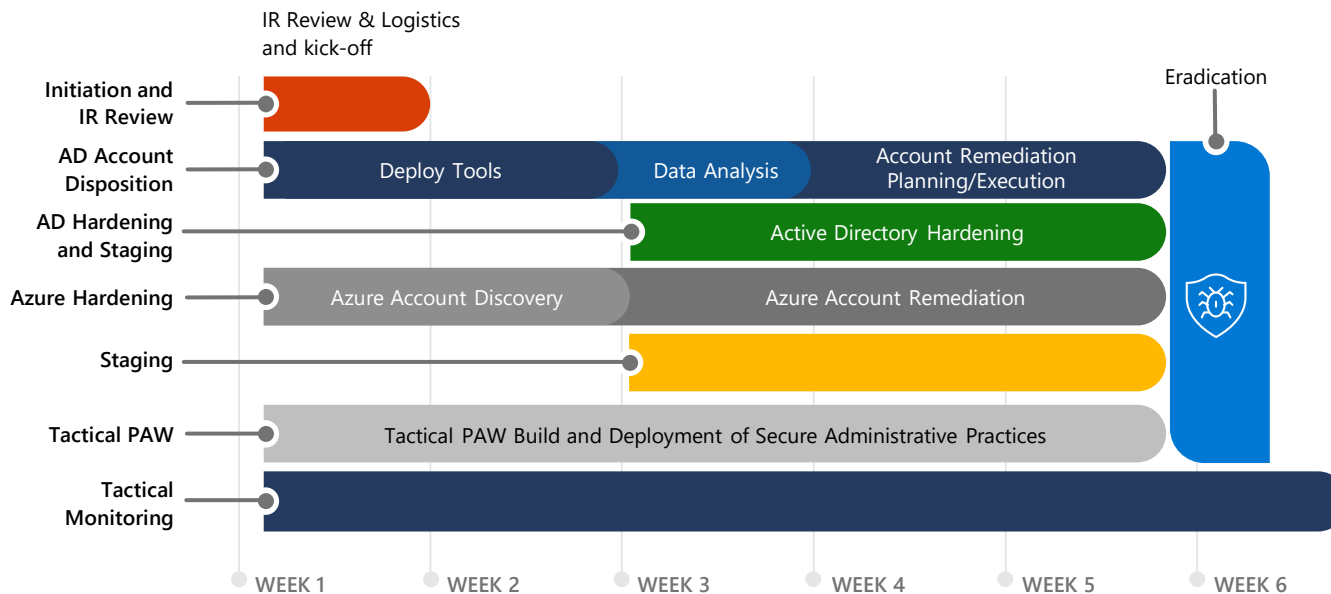 IR Review & Logistics
and kick-off
Eradication
Initiation and
IR Review
AD Account
Disposition
Deploy Tools
Data Analysis
Account Remediation
Planning/Execution
AD Hardening
and Staging
Active Directory Hardening
Azure Hardening
Azure Account Discovery
Azure Account Remediation
Staging
Tactical PAW
Tactical PAW Build and Deployment of Secure Administrative Practices
Tactical
Monitoring
WEEK 1
WEEK 2
WEEK 3
WEEK 4
WEEK 5
WEEK 6